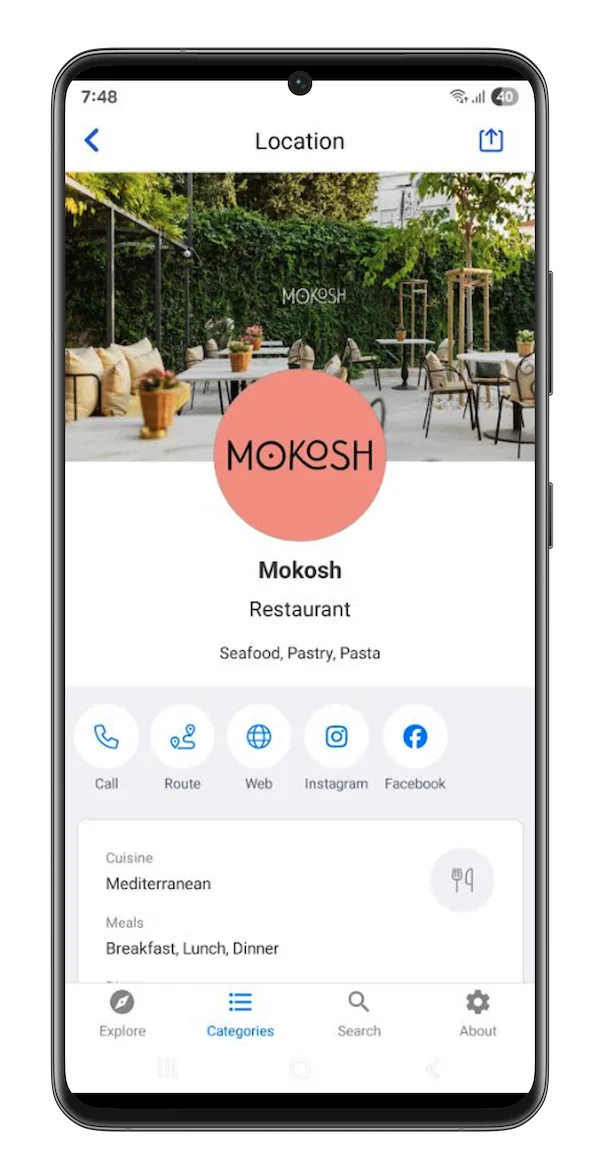 7:48
40
Location
MOKOSH
MOKOSH
Mokosh
Restaurant
Seafood, Pastry, Pasta
Call Route Web Instagram Facebook
Cuisine
Mediterranean
Meals
Breakfast, Lunch, Dinner
Explore Categories Search About